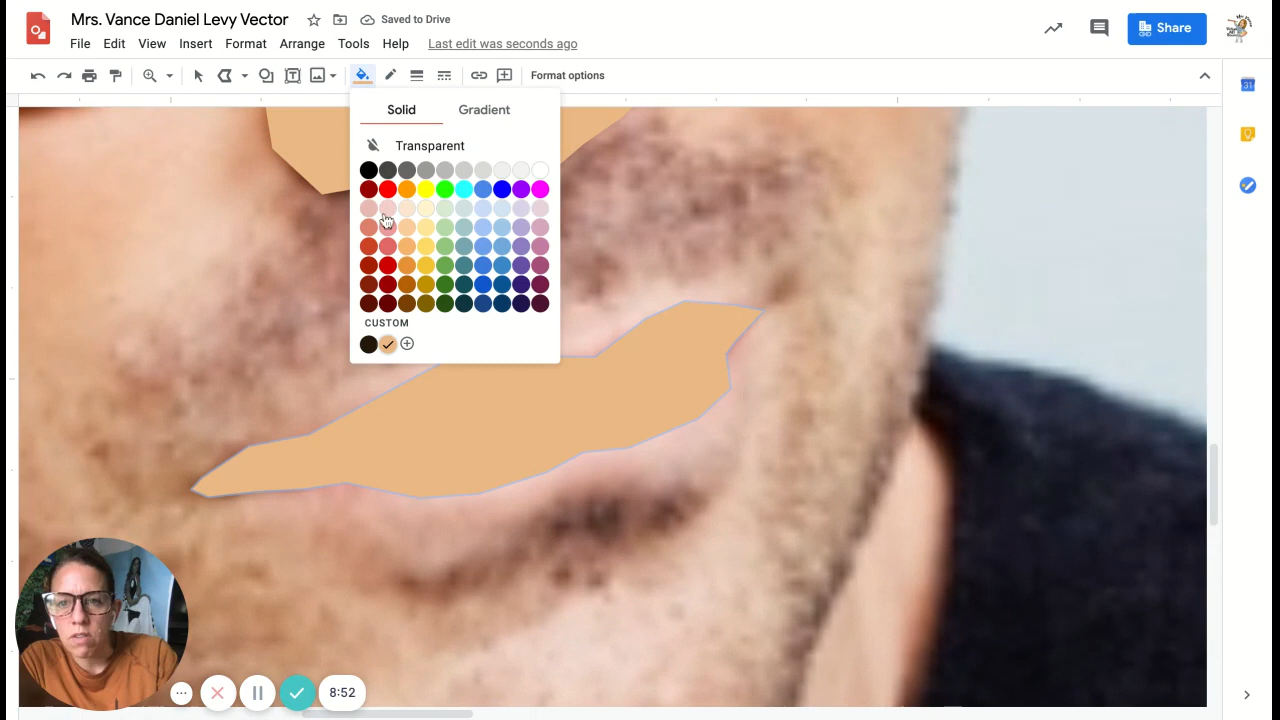 Mrs. Vance Daniel Levy Vector
Saved to Drive
File Edit View Insert Format Arrange Tools Help Last edit was seconds ago
Share
Format options
Solid Gradient
Transparent
CUSTOM
31
8:52